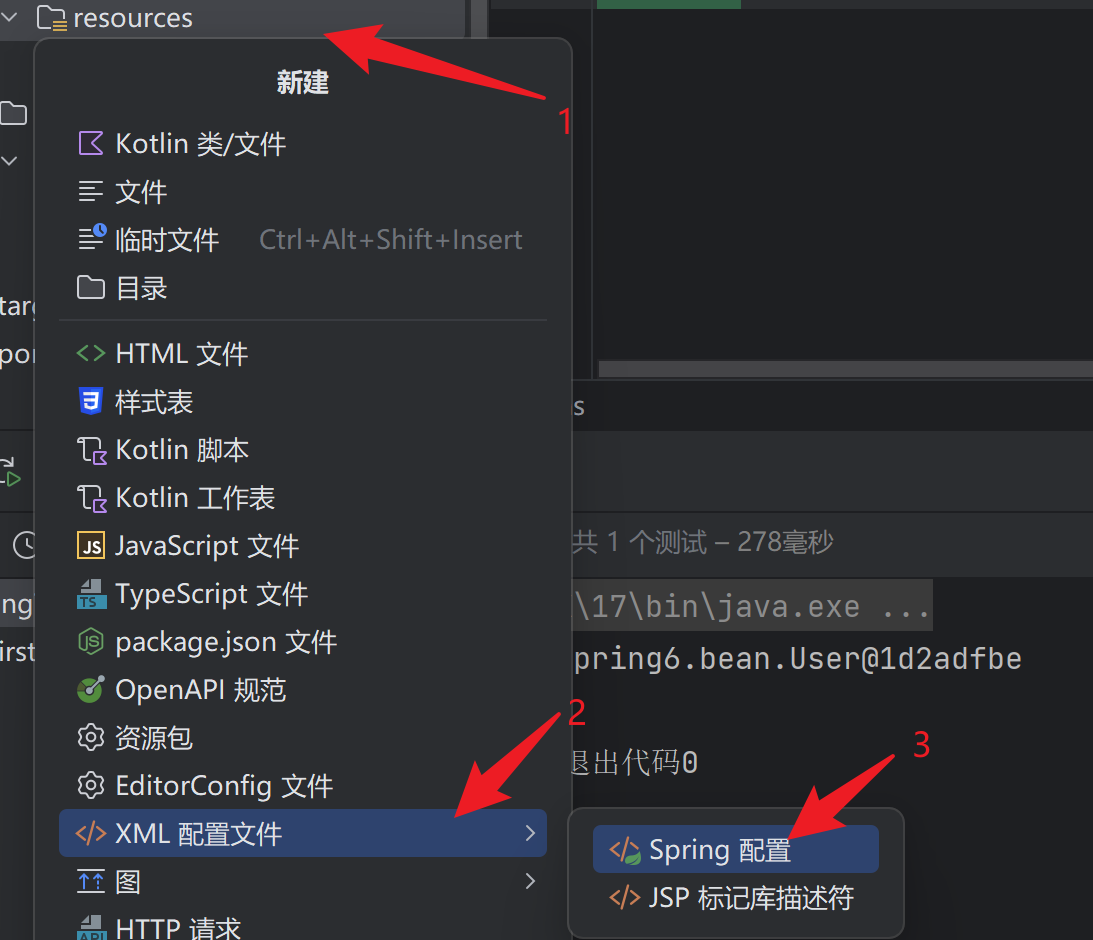 resources
新建
1
Kotlin 类/文件
文件
临时文件 Ctrl+Alt+Shift+Insert
目录
HTML 文件
样式表
Kotlin 脚本
Kotlin 工作表
JS JavaScript 文件
共 1 个测试 – 278毫秒
TS TypeScript 文件
\17\bin\java.exe ...
package.json 文件
pring6.bean.User@1d2adfbe
OpenAPI 规范
2
资源包
3
退出代码0
EditorConfig 文件
XML 配置文件
Spring 配置
图
JSP 标记库描述符
API HTTP 请求